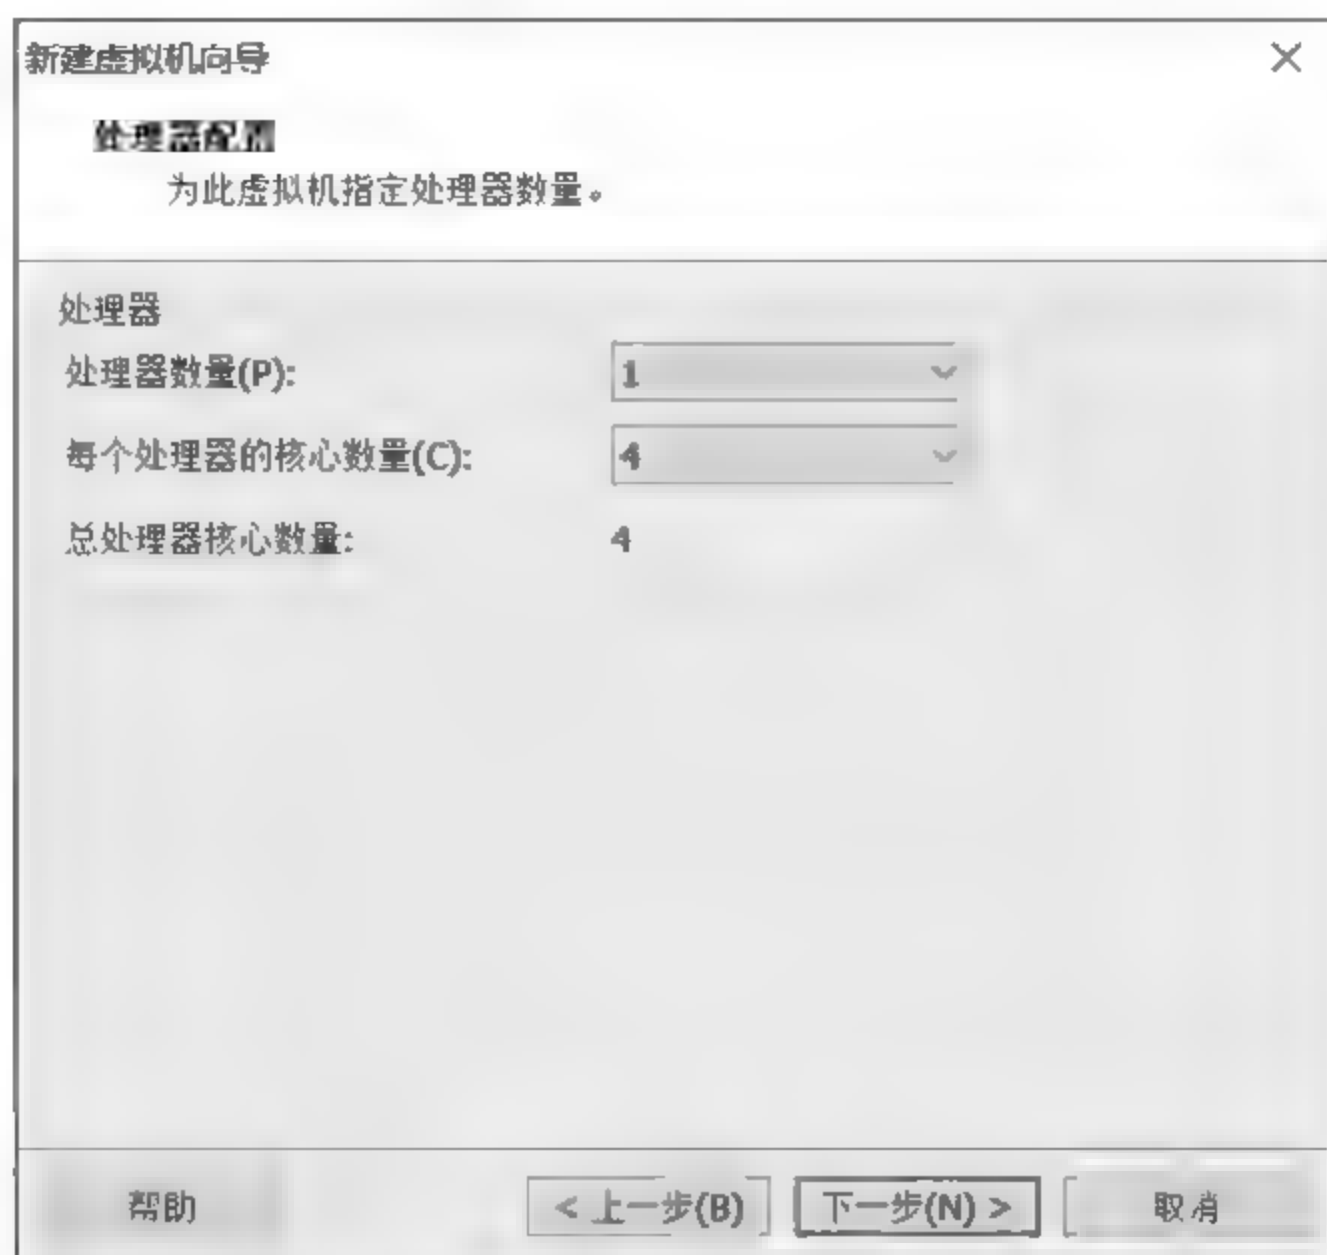 新建虚拟机向导
处理器配置
为此虚拟机指定处理器数量。
处理器
处理器数量(P): 1
每个处理器的核心数量(C): 4
总处理器核心数量: 4
帮助 < 上一步(B) 下一步(N) > 取消